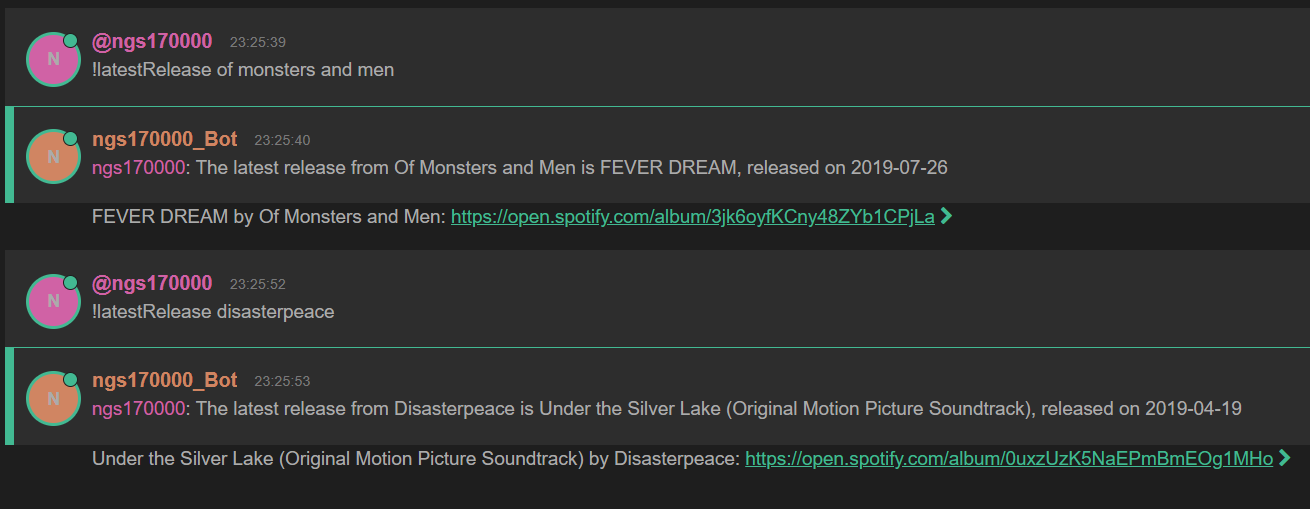 @ngs170000 23:25:39
N
!latestRelease of monsters and men
ngs170000_Bot 23:25:40
N
ngs170000: The latest release from Of Monsters and Men is FEVER DREAM, released on 2019-07-26
FEVER DREAM by Of Monsters and Men: https://open.spotify.com/album/3jk6oyfKCny48ZYb1CPjLa
@ngs170000 23:25:52
N
!latestRelease disasterpeace
ngs170000_Bot 23:25:53
N
ngs170000: The latest release from Disasterpeace is Under the Silver Lake (Original Motion Picture Soundtrack), released on 2019-04-19
Under the Silver Lake (Original Motion Picture Soundtrack) by Disasterpeace: https://open.spotify.com/album/0uxzUzK5NaEPmBmEOg1MHo